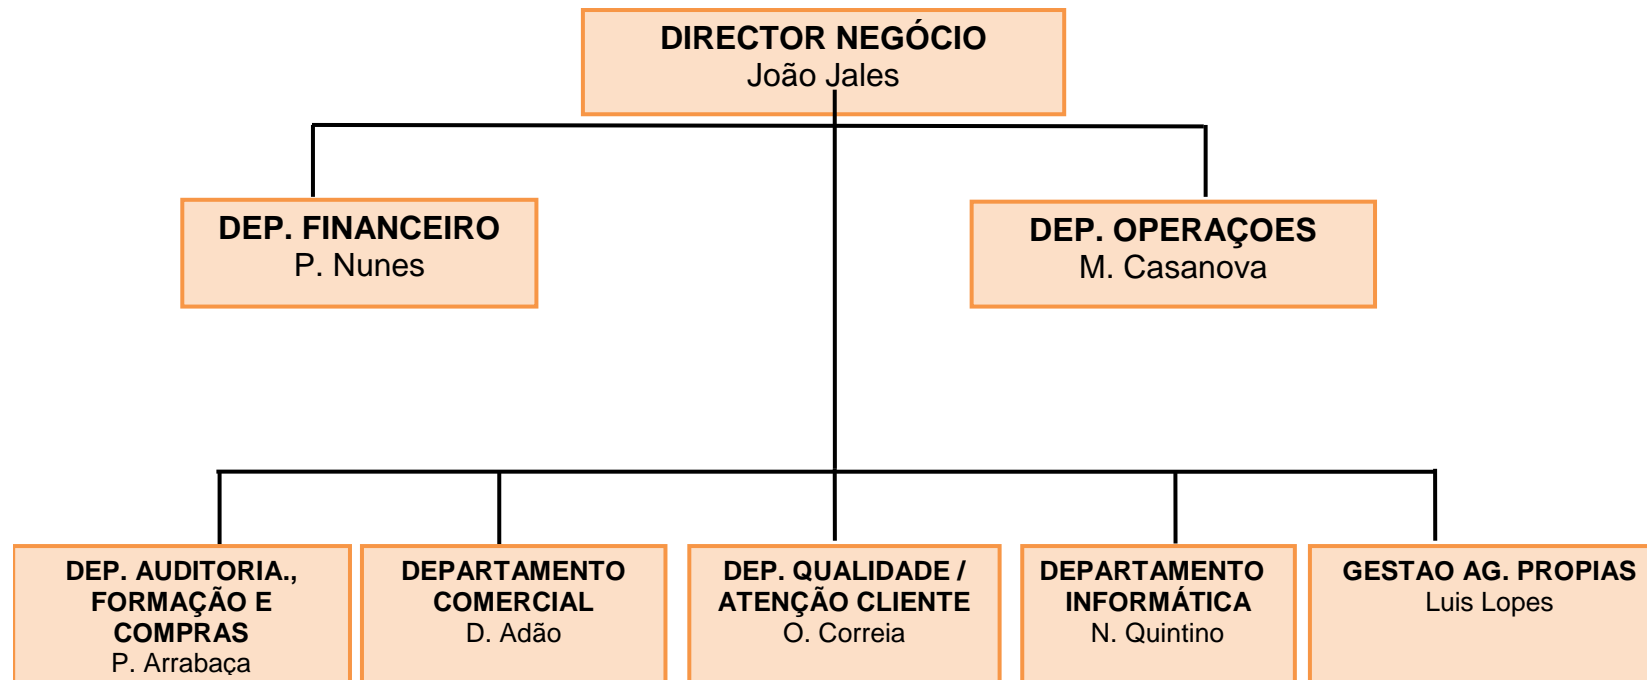 DIRECTOR NEGÓCIO
João Jales
DEP. FINANCEIRO
P. Nunes
DEP. OPERAÇOES
M. Casanova
DEP. AUDITORIA.,
FORMAÇÃO E
COMPRAS
P. Arrabaça
DEPARTAMENTO
COMERCIAL
D. Adão
DEP. QUALIDADE /
ATENÇÃO CLIENTE
O. Correia
DEPARTAMENTO
INFORMÁTICA
N. Quintino
GESTAO AG. PROPIAS
Luis Lopes